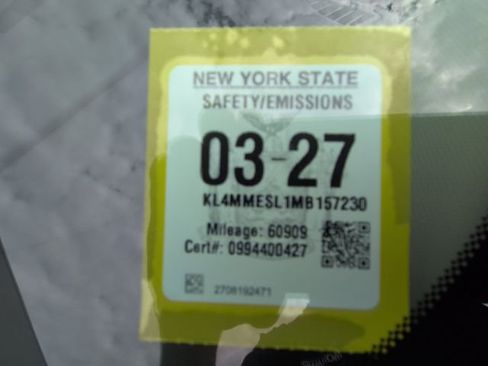 NEW YORK STATE
SAFETY/EMISSIONS
03-27
KL4MMESL1MB157230
Mileage: 60909
Cert#: 0994400427
2708192471